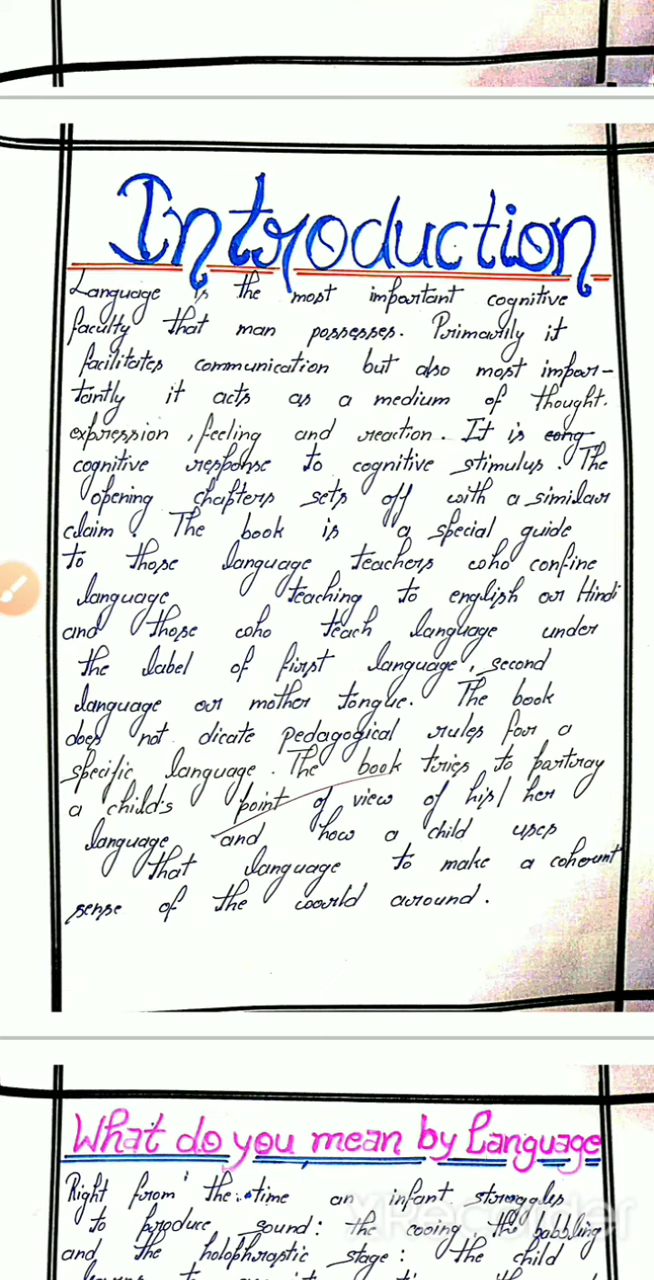 Introduction
Language is the most important cognitive
faculty that man possesses. Primarily it
facilitates communication but also most impor-
tantly it acts as a medium of thought.
expression, feeling and reaction. It is cong
cognitive response to cognitive stimulus. The
opening chapters sets off with a similar
claim. The book is a special guide
to those language teachers who confine
language teaching to english or Hindi
and those who teach language under
the label of first language, second
language or mother tongue. The book
does not dicate pedagogical rules for a
specific language. The book tries to partray
a child's point of view of his/her
language and how a child uses
that language to make a coherent
sense of the world around.
What do you mean by Language
Right from the time an infant struggles
to produce sound: the cooing, the babbling
and the holophraptic stage: the child
XRecorder